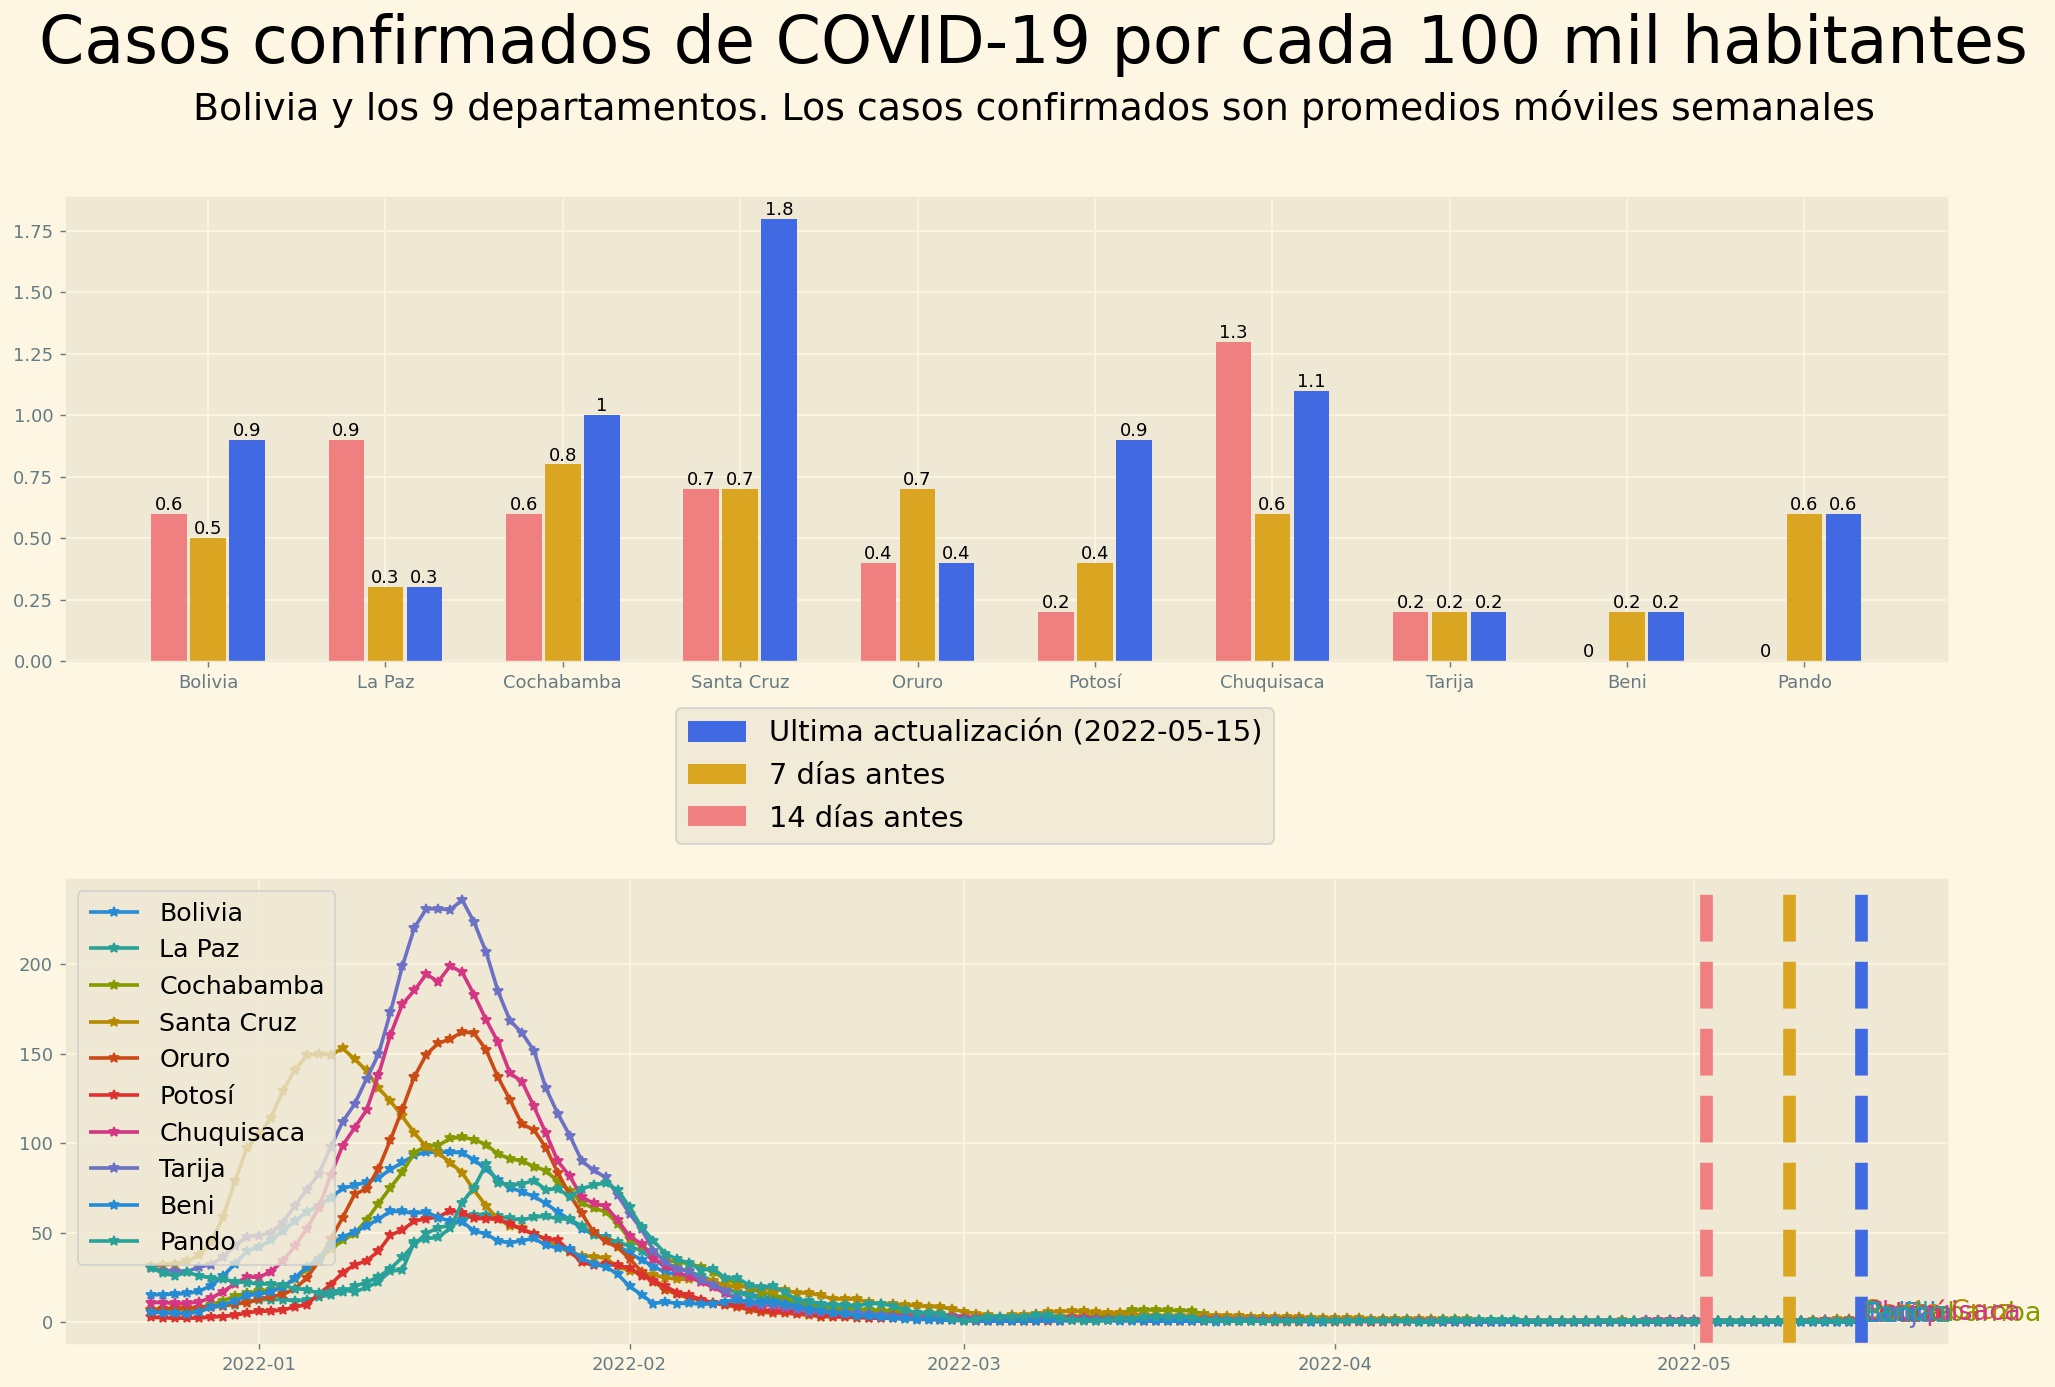 Casos confirmados de COVID-19 por cada 100 mil habitantes
Bolivia y los 9 departamentos. Los casos confirmados son promedios móviles semanales
1.75
1.50
1.25
1.00
0.75
0.50
0.25
0.00
0.6 0.5 0.9
0.9 0.3 0.3
0.6 0.8 1
0.7 0.7 1.8
0.4 0.7 0.4
0.2 0.4 0.9
1.3 0.6 1.1
0.2 0.2 0.2
0 0.2 0.2
0 0.6 0.6
Bolivia La Paz Cochabamba Santa Cruz Oruro Potosí Chuquisaca Tarija Beni Pando
Ultima actualización (2022-05-15)
7 días antes
14 días antes
200
150
100
50
0
Bolivia
La Paz
Cochabamba
Santa Cruz
Oruro
Potosí
Chuquisaca
Tarija
Beni
Pando
2022-01 2022-02 2022-03 2022-04 2022-05